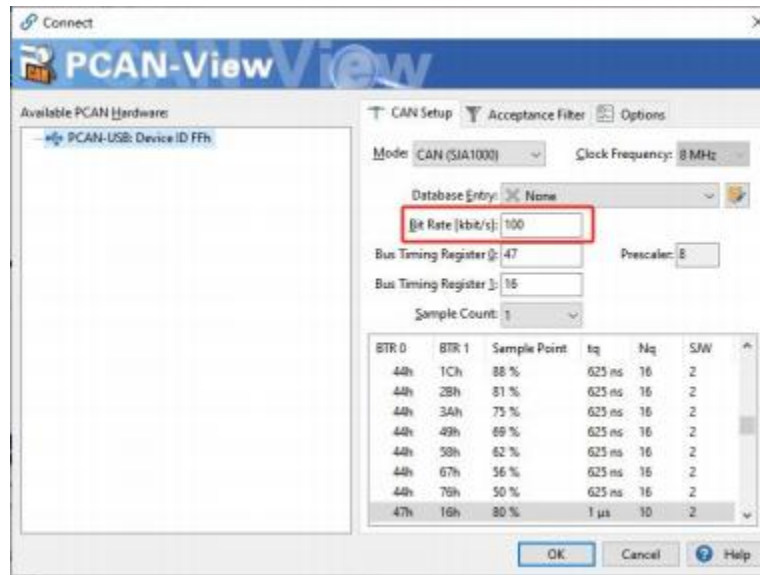 Connect
PCAN-View
Available PCAN Hardware:
PCAN-USB: Device ID FFh
CAN Setup Acceptance Filter Options
Mode: CAN (SJA1000) Clock Frequency: 8 MHz
Database Entry: None
Bit Rate [kbit/s]: 100
Bus Timing Register 0: 47 Prescaler: 8
Bus Timing Register 1: 16
Sample Count: 1
BTR 0 BTR 1 Sample Point tq Nq SJW
44h 1Ch 88 % 625 ns 16 2
44h 2Bh 81 % 625 ns 16 2
44h 3Ah 75 % 625 ns 16 2
44h 49h 69 % 625 ns 16 2
44h 58h 62 % 625 ns 16 2
44h 67h 56 % 625 ns 16 2
44h 76h 50 % 625 ns 16 2
47h 16h 80 % 1 µs 10 2
OK Cancel Help